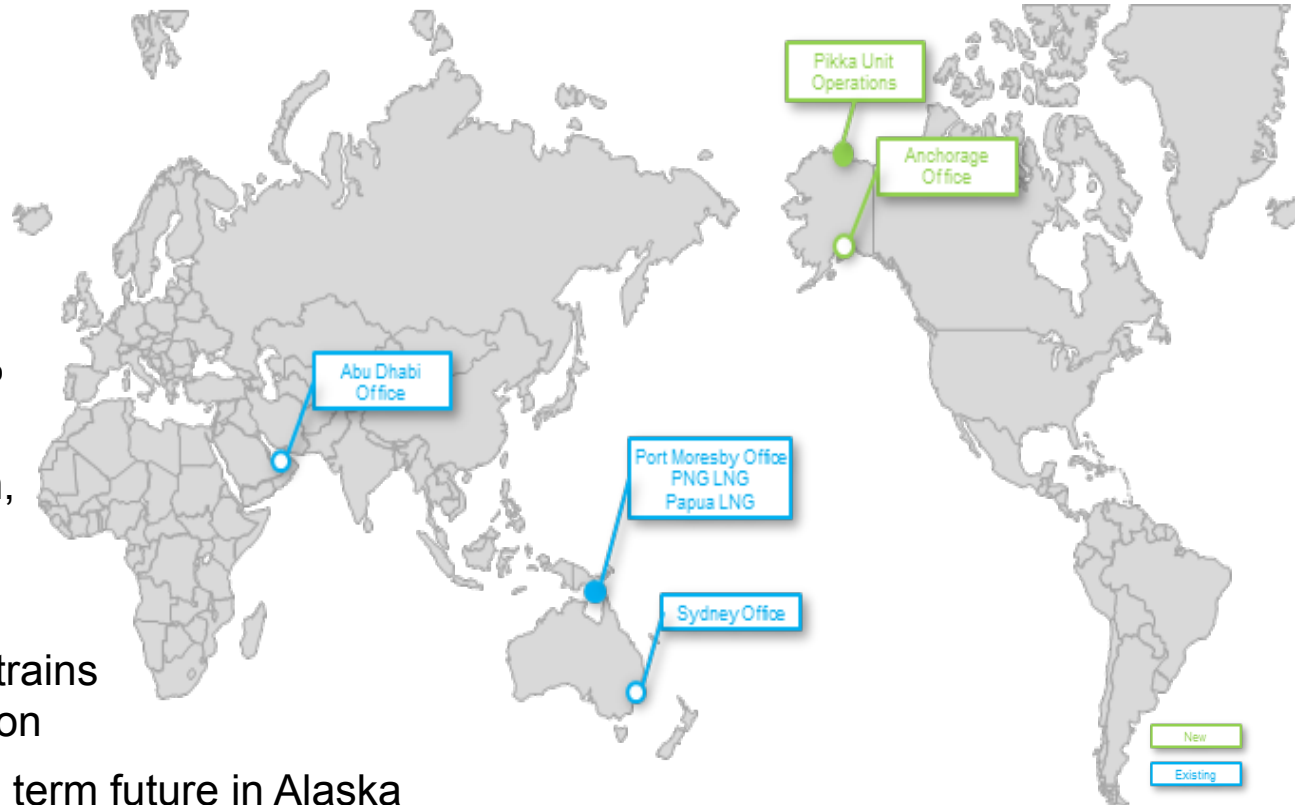 Pikka Unit
Operations
Anchorage
Office
Abu Dhabi
Office
Port Moresby Office
PNG LNG
Papua LNG
n,
Sydney Office
trains
on
New
Existing
term future in Alaska